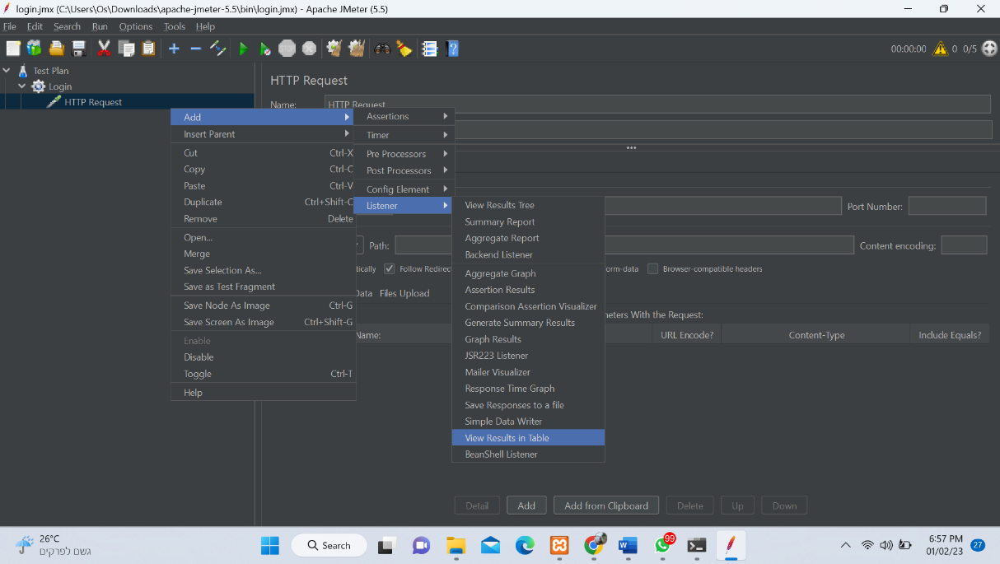 login.jmx (C:\Users\Os\Downloads\apache-jmeter-5.5\bin\login.jmx) - Apache JMeter (5.5)
File Edit Search Run Options Tools Help
00:00:00 0 0/5
Test Plan
Login
HTTP Request
HTTP Request
Name: HTTP Request
Add
Insert Parent
Cut Ctrl-X
Copy Ctrl-C
Paste Ctrl-V
Duplicate Ctrl+Shift-C
Remove Delete
Open...
Merge
Save Selection As...
Save as Test Fragment
Save Node As Image Ctrl-G
Save Screen As Image Ctrl+Shift-G
Enable
Disable
Toggle Ctrl-T
Help
Assertions
Timer
Pre Processors
Post Processors
Config Element
Listener
View Results Tree
Summary Report
Aggregate Report
Backend Listener
Aggregate Graph
Assertion Results
Comparison Assertion Visualizer
Generate Summary Results
Graph Results
JSR223 Listener
Mailer Visualizer
Response Time Graph
Save Responses to a file
Simple Data Writer
View Results in Table
BeanShell Listener
Port Number:
Path: Content encoding:
tically Follow Redirec orm-data Browser-compatible headers
Data Files Upload
meters With the Request:
Name: URL Encode? Content-Type Include Equals?
Detail Add Add from Clipboard Delete Up Down
26°C
גשם לפרקים
Search
99
6:57 PM
01/02/23
27